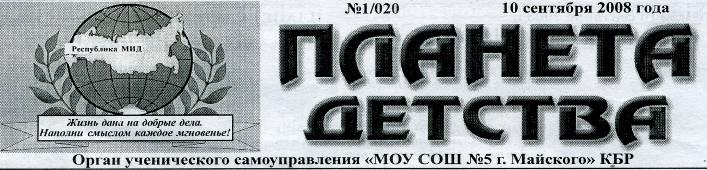 №1/020 10 сентября 2008 года
Республика МИД
ПЛАНЕТА
ДЕТСТВА
Жизнь дана на добрые дела.
Наполни смыслом каждое мгновенье!
Орган ученического самоуправления «МОУ СОШ №5 г. Майского» КБР